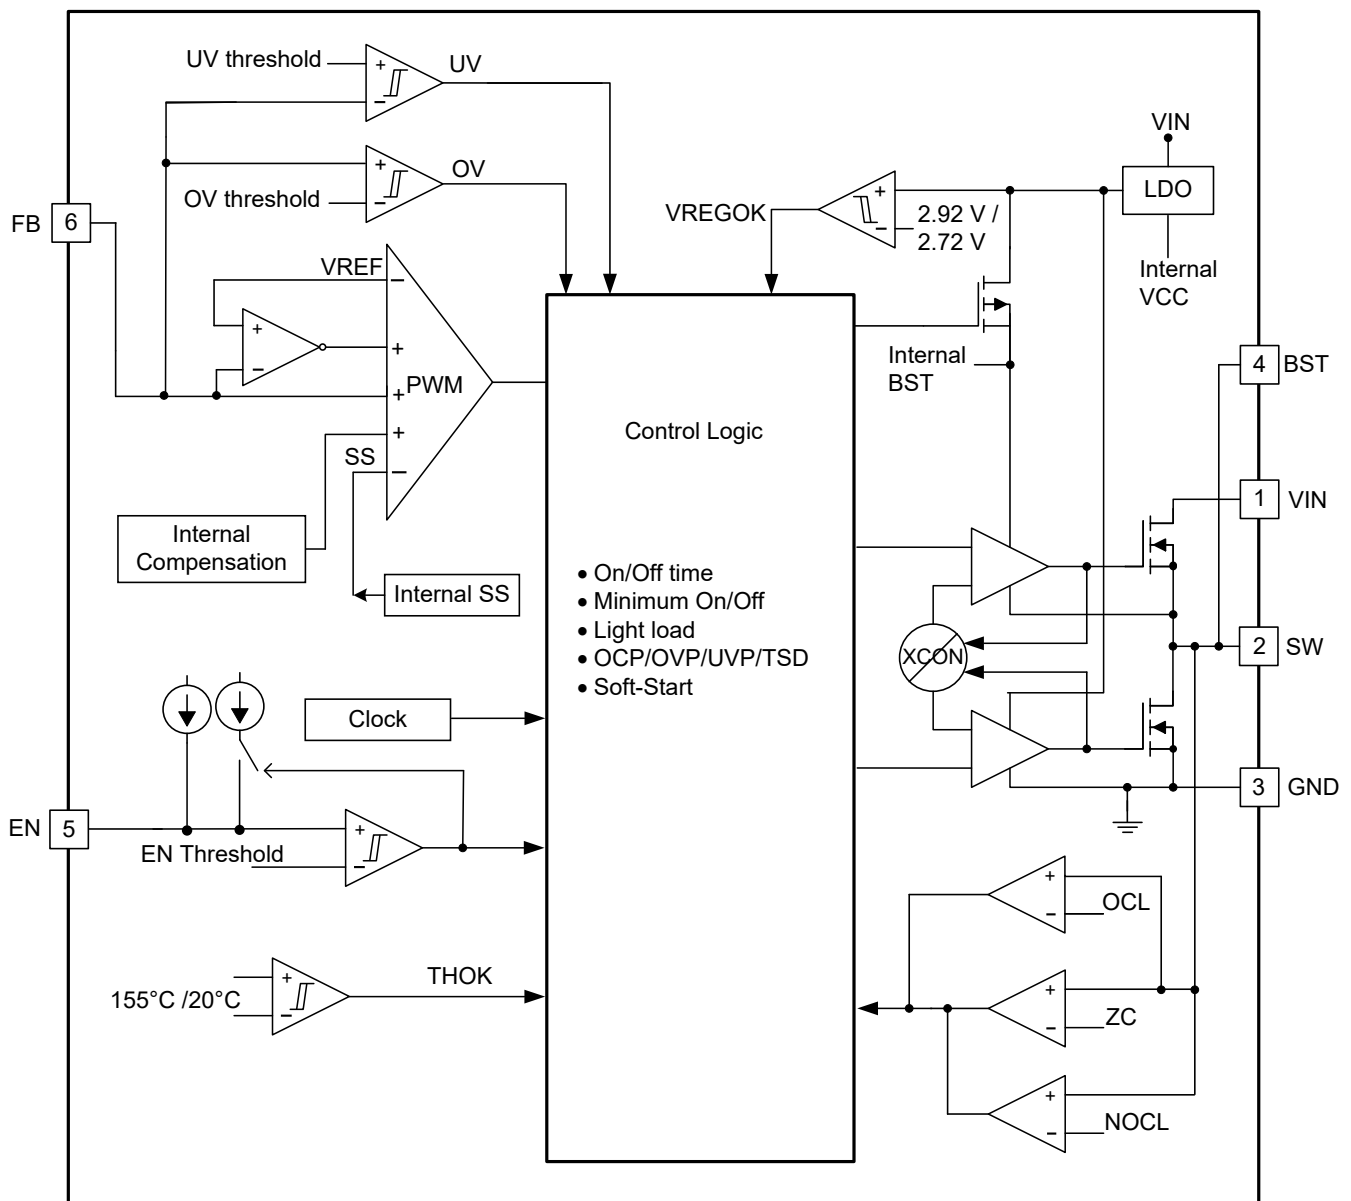 UV threshold
+
−
UV
OV threshold
+
−
OV
FB
6
VREF
−
+
−
+
+
PWM
+
SS
−
Internal
Compensation
Internal SS
Clock
EN
5
EN Threshold
+
−
155°C /20°C
+
−
THOK
Control Logic
• On/Off time
• Minimum On/Off
• Light load
• OCP/OVP/UVP/TSD
• Soft-Start
VREGOK
+
−
2.92 V /
2.72 V
VIN
LDO
Internal
VCC
Internal
BST
4
BST
1
VIN
XCON
2
SW
3
GND
+
−
OCL
+
−
ZC
+
−
NOCL